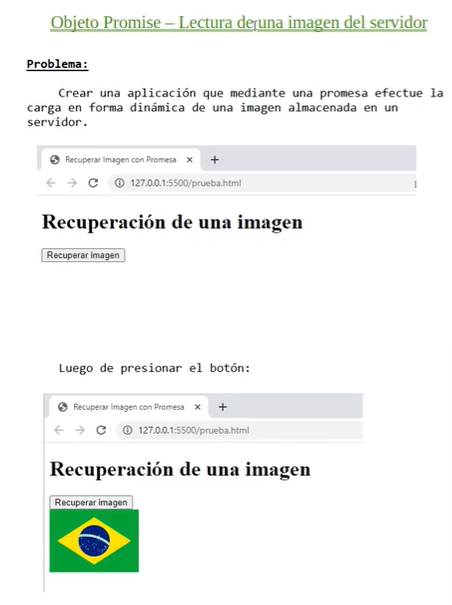 Objeto Promise – Lectura de una imagen del servidor
Problema:
Crear una aplicación que mediante una promesa efectue la
carga en forma dinámica de una imagen almacenada en un
servidor.
Recuperar Imagen con Promesa
127.0.0.1:5500/prueba.html
Recuperación de una imagen
Recuperar imagen
Luego de presionar el botón:
Recuperar Imagen con Promesa
127.0.0.1:5500/prueba.html
Recuperación de una imagen
Recuperar imagen